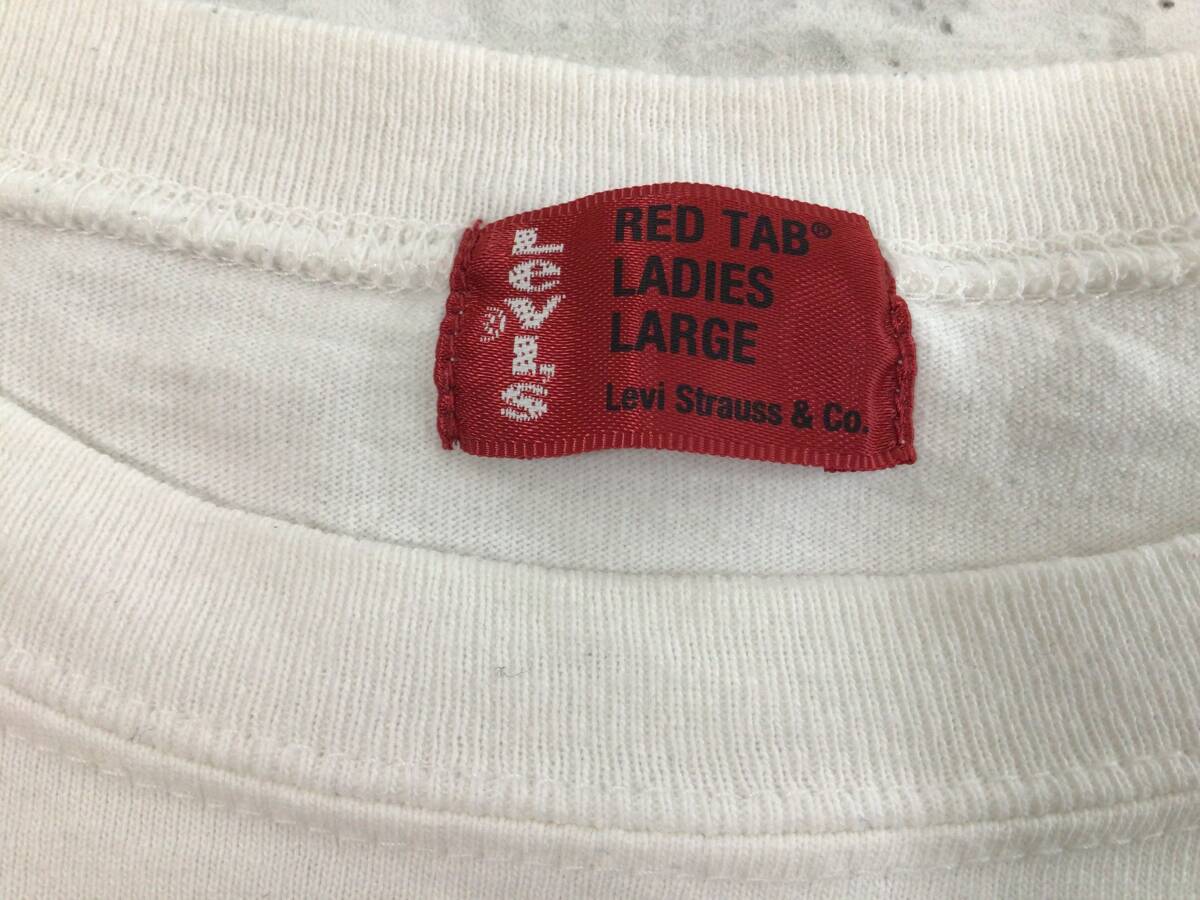 Levi's®
RED TAB®
LADIES
LARGE
Levi Strauss & Co.